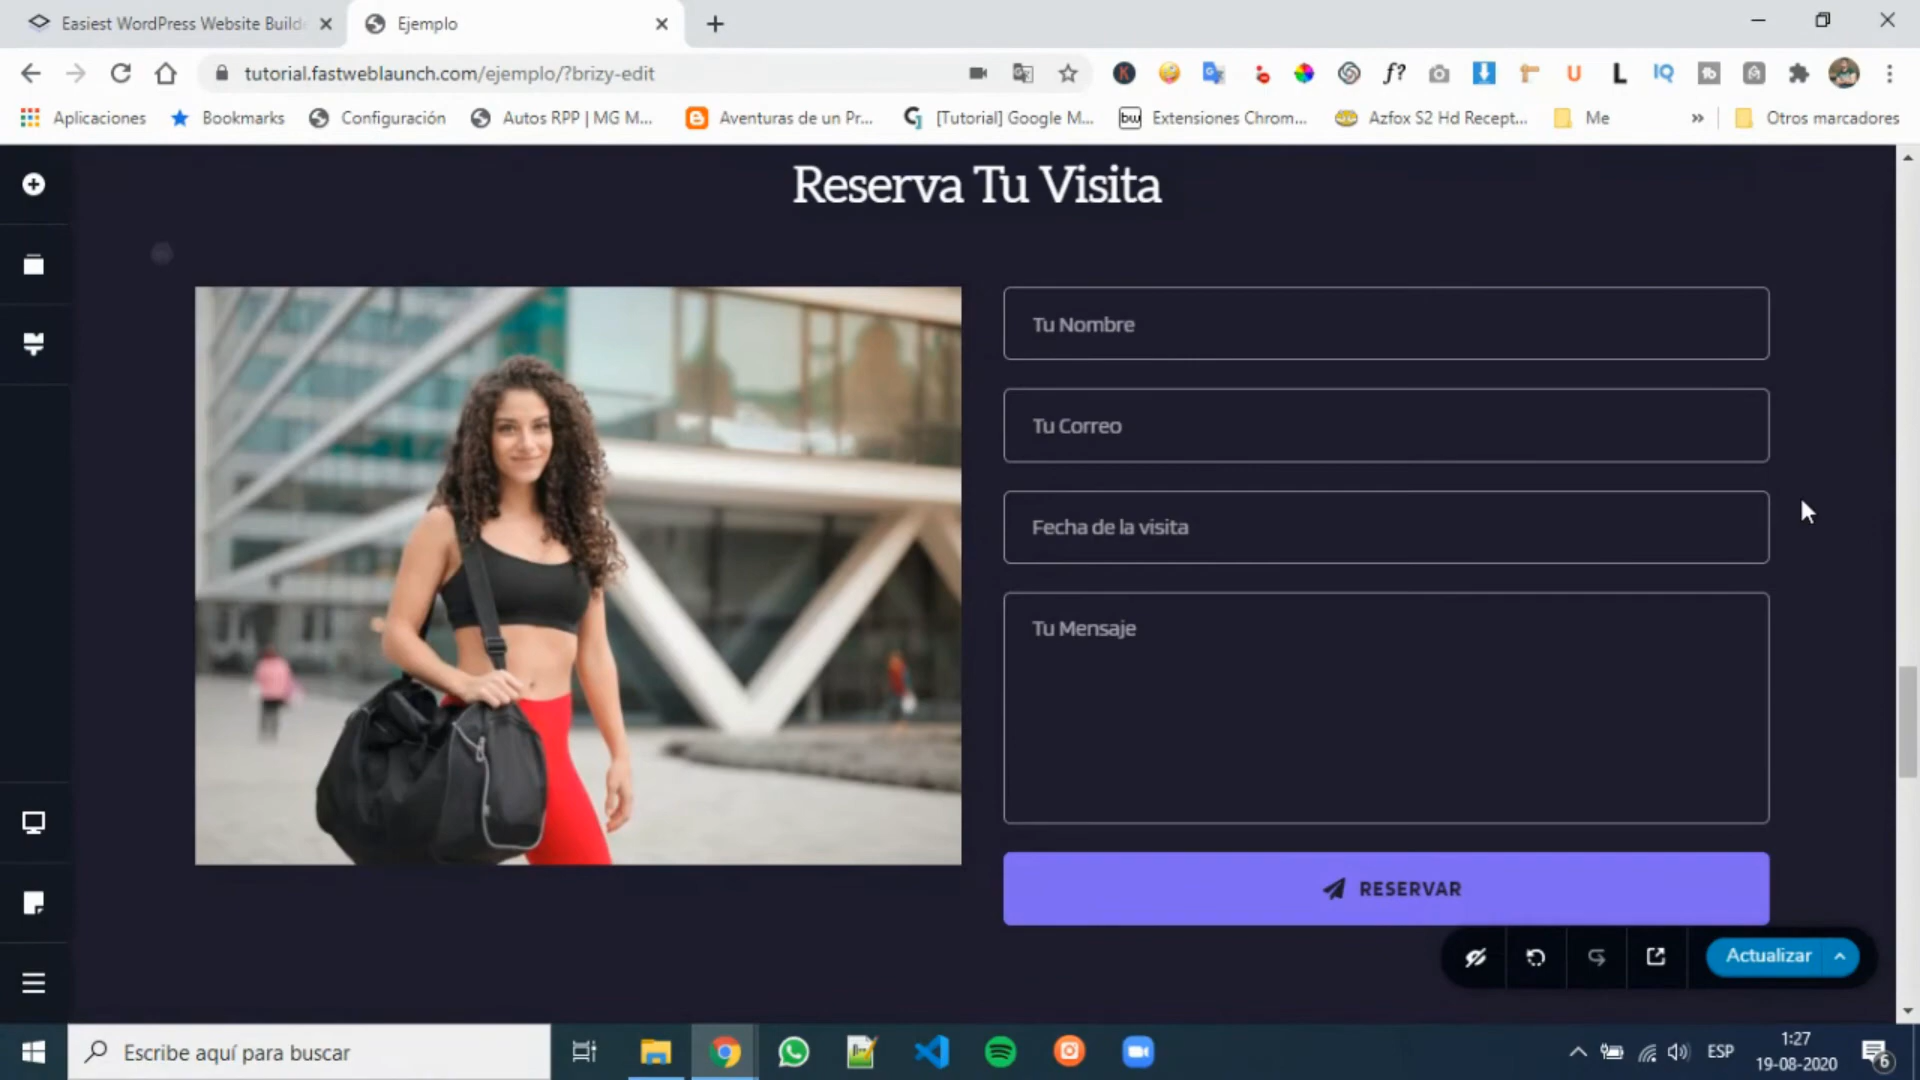 Easiest WordPress Website Build
Ejemplo
tutorial.fastweblaunch.com/ejemplo/?brizy-edit
Aplicaciones
Bookmarks
Configuración
Autos RPP | MG M...
Aventuras de un Pr...
[Tutorial] Google M...
Extensiones Chrom...
Azfox S2 Hd Recept...
Me
»
Otros marcadores
Reserva Tu Visita
Tu Nombre
Tu Correo
Fecha de la visita
Tu Mensaje
RESERVAR
Actualizar
Escribe aquí para buscar
ESP
1:27
19-08-2020
6